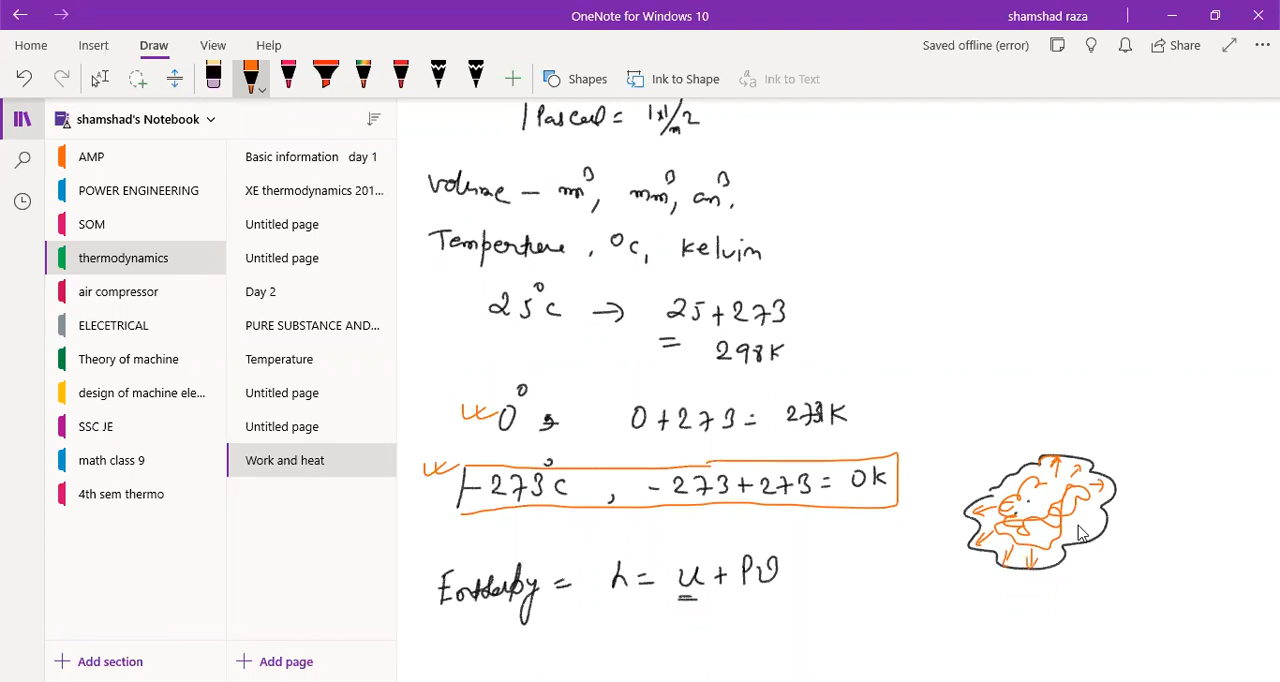 OneNote for Windows 10
shamshad raza
Home Insert Draw View Help
Saved offline (error) Share
Shapes Ink to Shape Ink to Text
shamshad's Notebook
AMP
POWER ENGINEERING
SOM
thermodynamics
air compressor
ELECETRICAL
Theory of machine
design of machine ele...
SSC JE
math class 9
4th sem thermo
Add section
Basic information day 1
XE thermodynamics 201...
Untitled page
Untitled page
Day 2
PURE SUBSTANCE AND...
Temperature
Untitled page
Untitled page
Work and heat
Add page
1 Pascal =
Volume – m³, mm³, cm³.
Temperture, °C, Kelvin
25°C → 25+273
= 298K
0° 0+273 = 273K
-273°C , -273+273 = 0K
Enthalpy = h = u + Pv